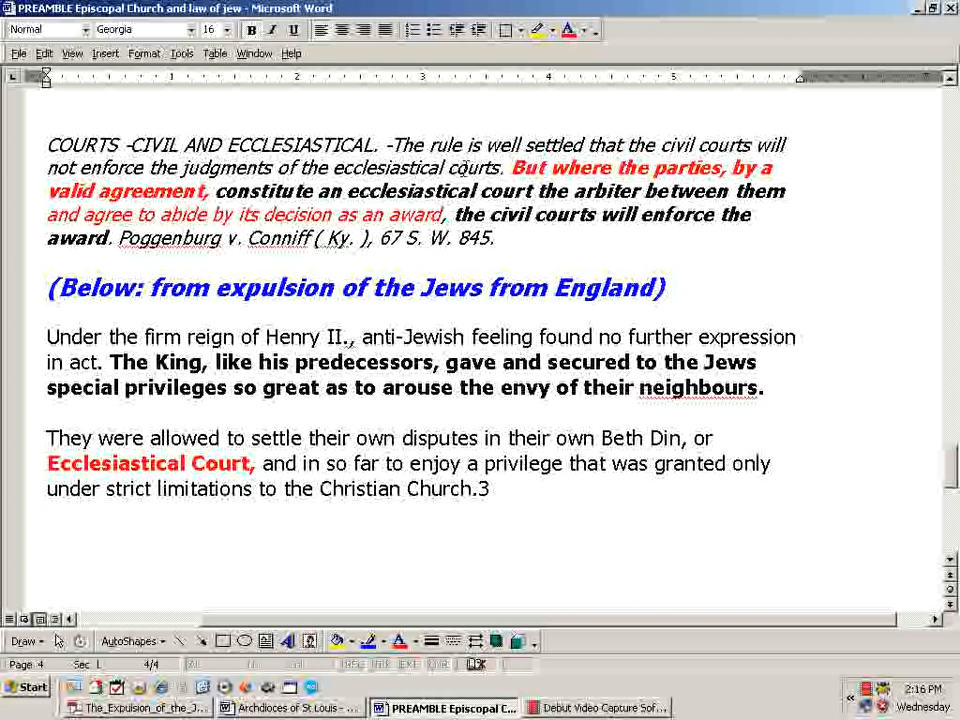 PREAMBLE Episcopal Church and law of jew - Microsoft Word
Normal Georgia 16 B I U
File Edit View Insert Format Tools Table Window Help
1 2 3 4 5
COURTS -CIVIL AND ECCLESIASTICAL. -The rule is well settled that the civil courts will
not enforce the judgments of the ecclesiastical courts. But where the parties, by a
valid agreement, constitute an ecclesiastical court the arbiter between them
and agree to abide by its decision as an award, the civil courts will enforce the
award. Poggenburg v. Conniff ( Ky. ), 67 S. W. 845.
(Below: from expulsion of the Jews from England)
Under the firm reign of Henry II., anti-Jewish feeling found no further expression
in act. The King, like his predecessors, gave and secured to the Jews
special privileges so great as to arouse the envy of their neighbours.
They were allowed to settle their own disputes in their own Beth Din, or
Ecclesiastical Court, and in so far to enjoy a privilege that was granted only
under strict limitations to the Christian Church.3
Draw AutoShapes
Page 4 Sec 1 4/4
Start 2:16 PM
The_Expulsion_of_the_J... Archdioces of St Louis - ... PREAMBLE Episcopal C... Debut Video Capture Sof... Wednesday